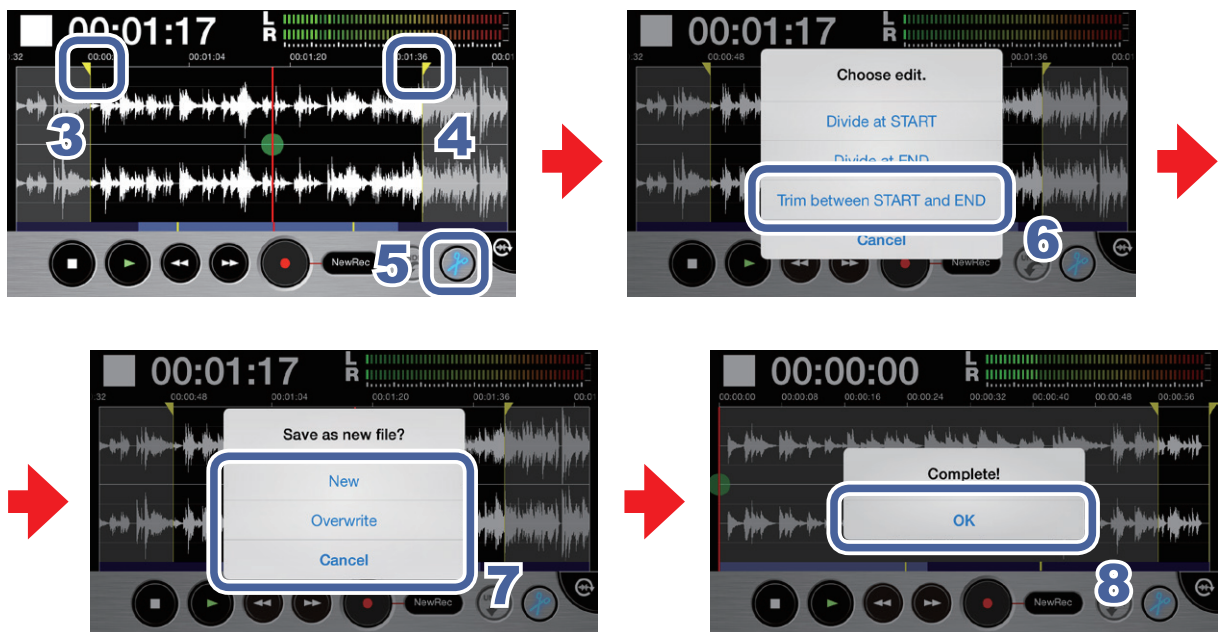 00:01:17
L
R
:32
00:01:04
00:01:20
00:01:36
3
4
NewRec
5
00:01:17
L
R
:32
00:00:48
00:01:36
Choose edit.
Divide at START
Divide at END
Trim between START and END
Cancel
NewRec
6
00:01:17
L
R
:32
00:00:48
00:01:04
00:01:20
00:01:36
Save as new file?
New
Overwrite
Cancel
NewRec
7
00:00:00
L
R
00:00:00
00:00:08
00:00:16
00:00:24
00:00:32
00:00:40
00:00:48
00:00:56
Complete!
OK
NewRec
8